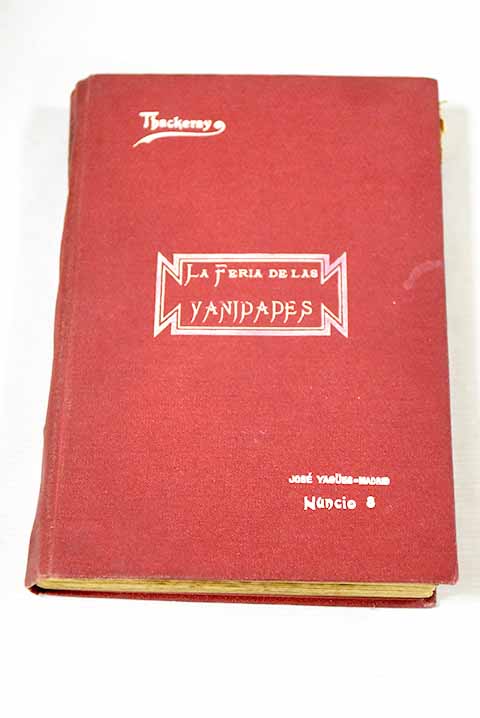 Thackeray
LA FERIA DE LAS
VANIDADES
JOSÉ YAGÜES-MADRID
Nuncio 8